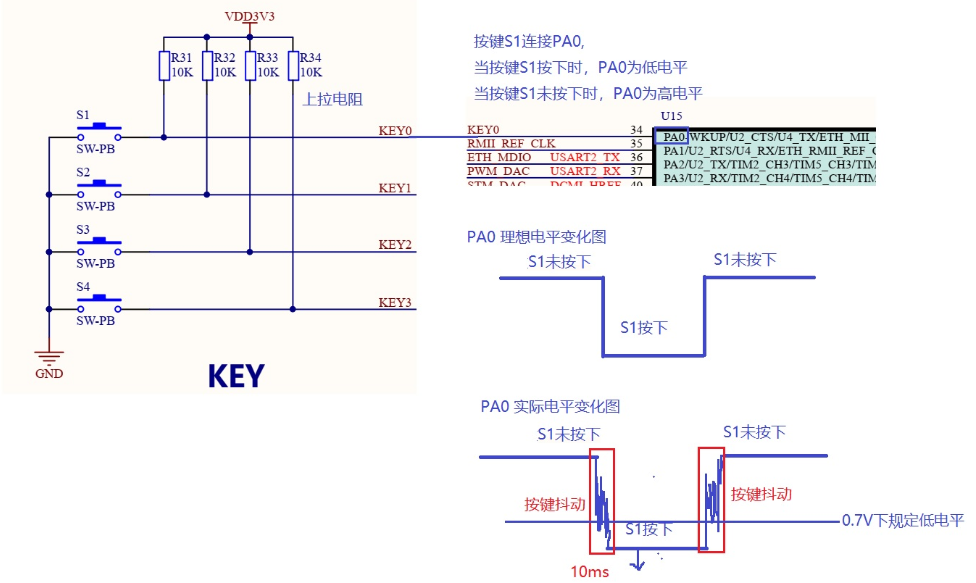 VDD3V3
R31
10K
R32
10K
R33
10K
R34
10K
上拉电阻
S1
SW-PB
KEY0
S2
SW-PB
KEY1
S3
SW-PB
KEY2
S4
SW-PB
KEY3
GND
KEY
按键S1连接PA0,
当按键S1按下时，PA0为低电平
当按键S1未按下时，PA0为高电平
U15
KEY0 34 PA0-WKUP/U2_CTS/U4_TX/ETH_MII_
RMII_REF_CLK 35 PA1/U2_RTS/U4_RX/ETH_RMII_REF_C
ETH_MDIO USART2_TX 36 PA2/U2_TX/TIM2_CH3/TIM5_CH3/TIM
PWM_DAC USART2_RX 37 PA3/U2_RX/TIM2_CH4/TIM5_CH4/TIM
STM_DAC DCMI_HREF 40
PA0 理想电平变化图
S1未按下
S1未按下
S1按下
PA0 实际电平变化图
S1未按下
S1未按下
按键抖动
按键抖动
S1按下
0.7V下规定低电平
10ms